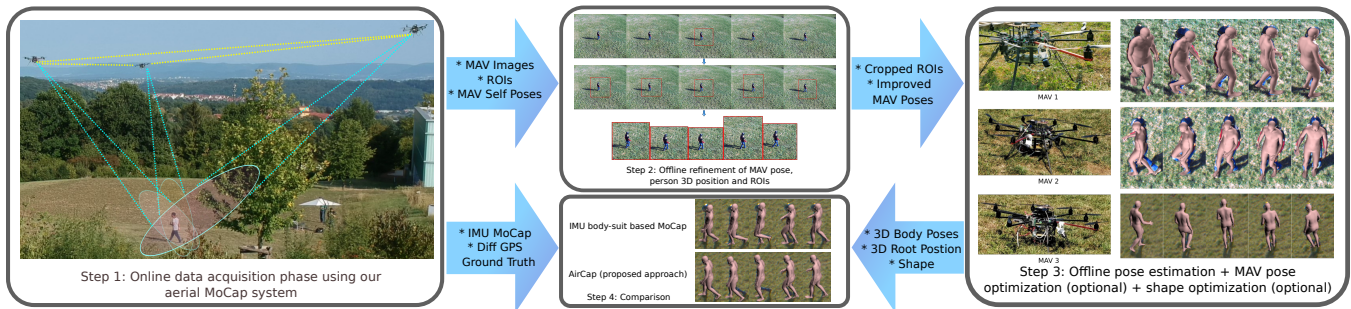 Step 1: Online data acquisition phase using our
aerial MoCap system
* MAV Images
* ROIs
* MAV Self Poses
* IMU MoCap
* Diff GPS
Ground Truth
Step 2: Offline refinement of MAV pose,
person 3D position and ROIs
IMU body-suit based MoCap
AirCap (proposed approach)
Step 4: Comparison
* Cropped ROIs
* Improved
MAV Poses
* 3D Body Poses
* 3D Root Postion
* Shape
MAV 1
MAV 2
MAV 3
Step 3: Offline pose estimation + MAV pose
optimization (optional) + shape optimization (optional)